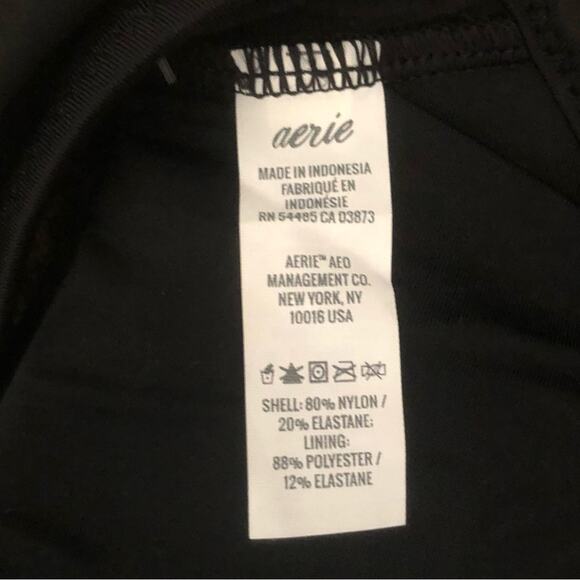 aerie
MADE IN INDONESIA
FABRIQUÉ EN
INDONÉSIE
RN 54485 CA 03873
AERIE™ AEO
MANAGEMENT CO.
NEW YORK, NY
10016 USA
SHELL: 80% NYLON /
20% ELASTANE;
LINING:
88% POLYESTER /
12% ELASTANE